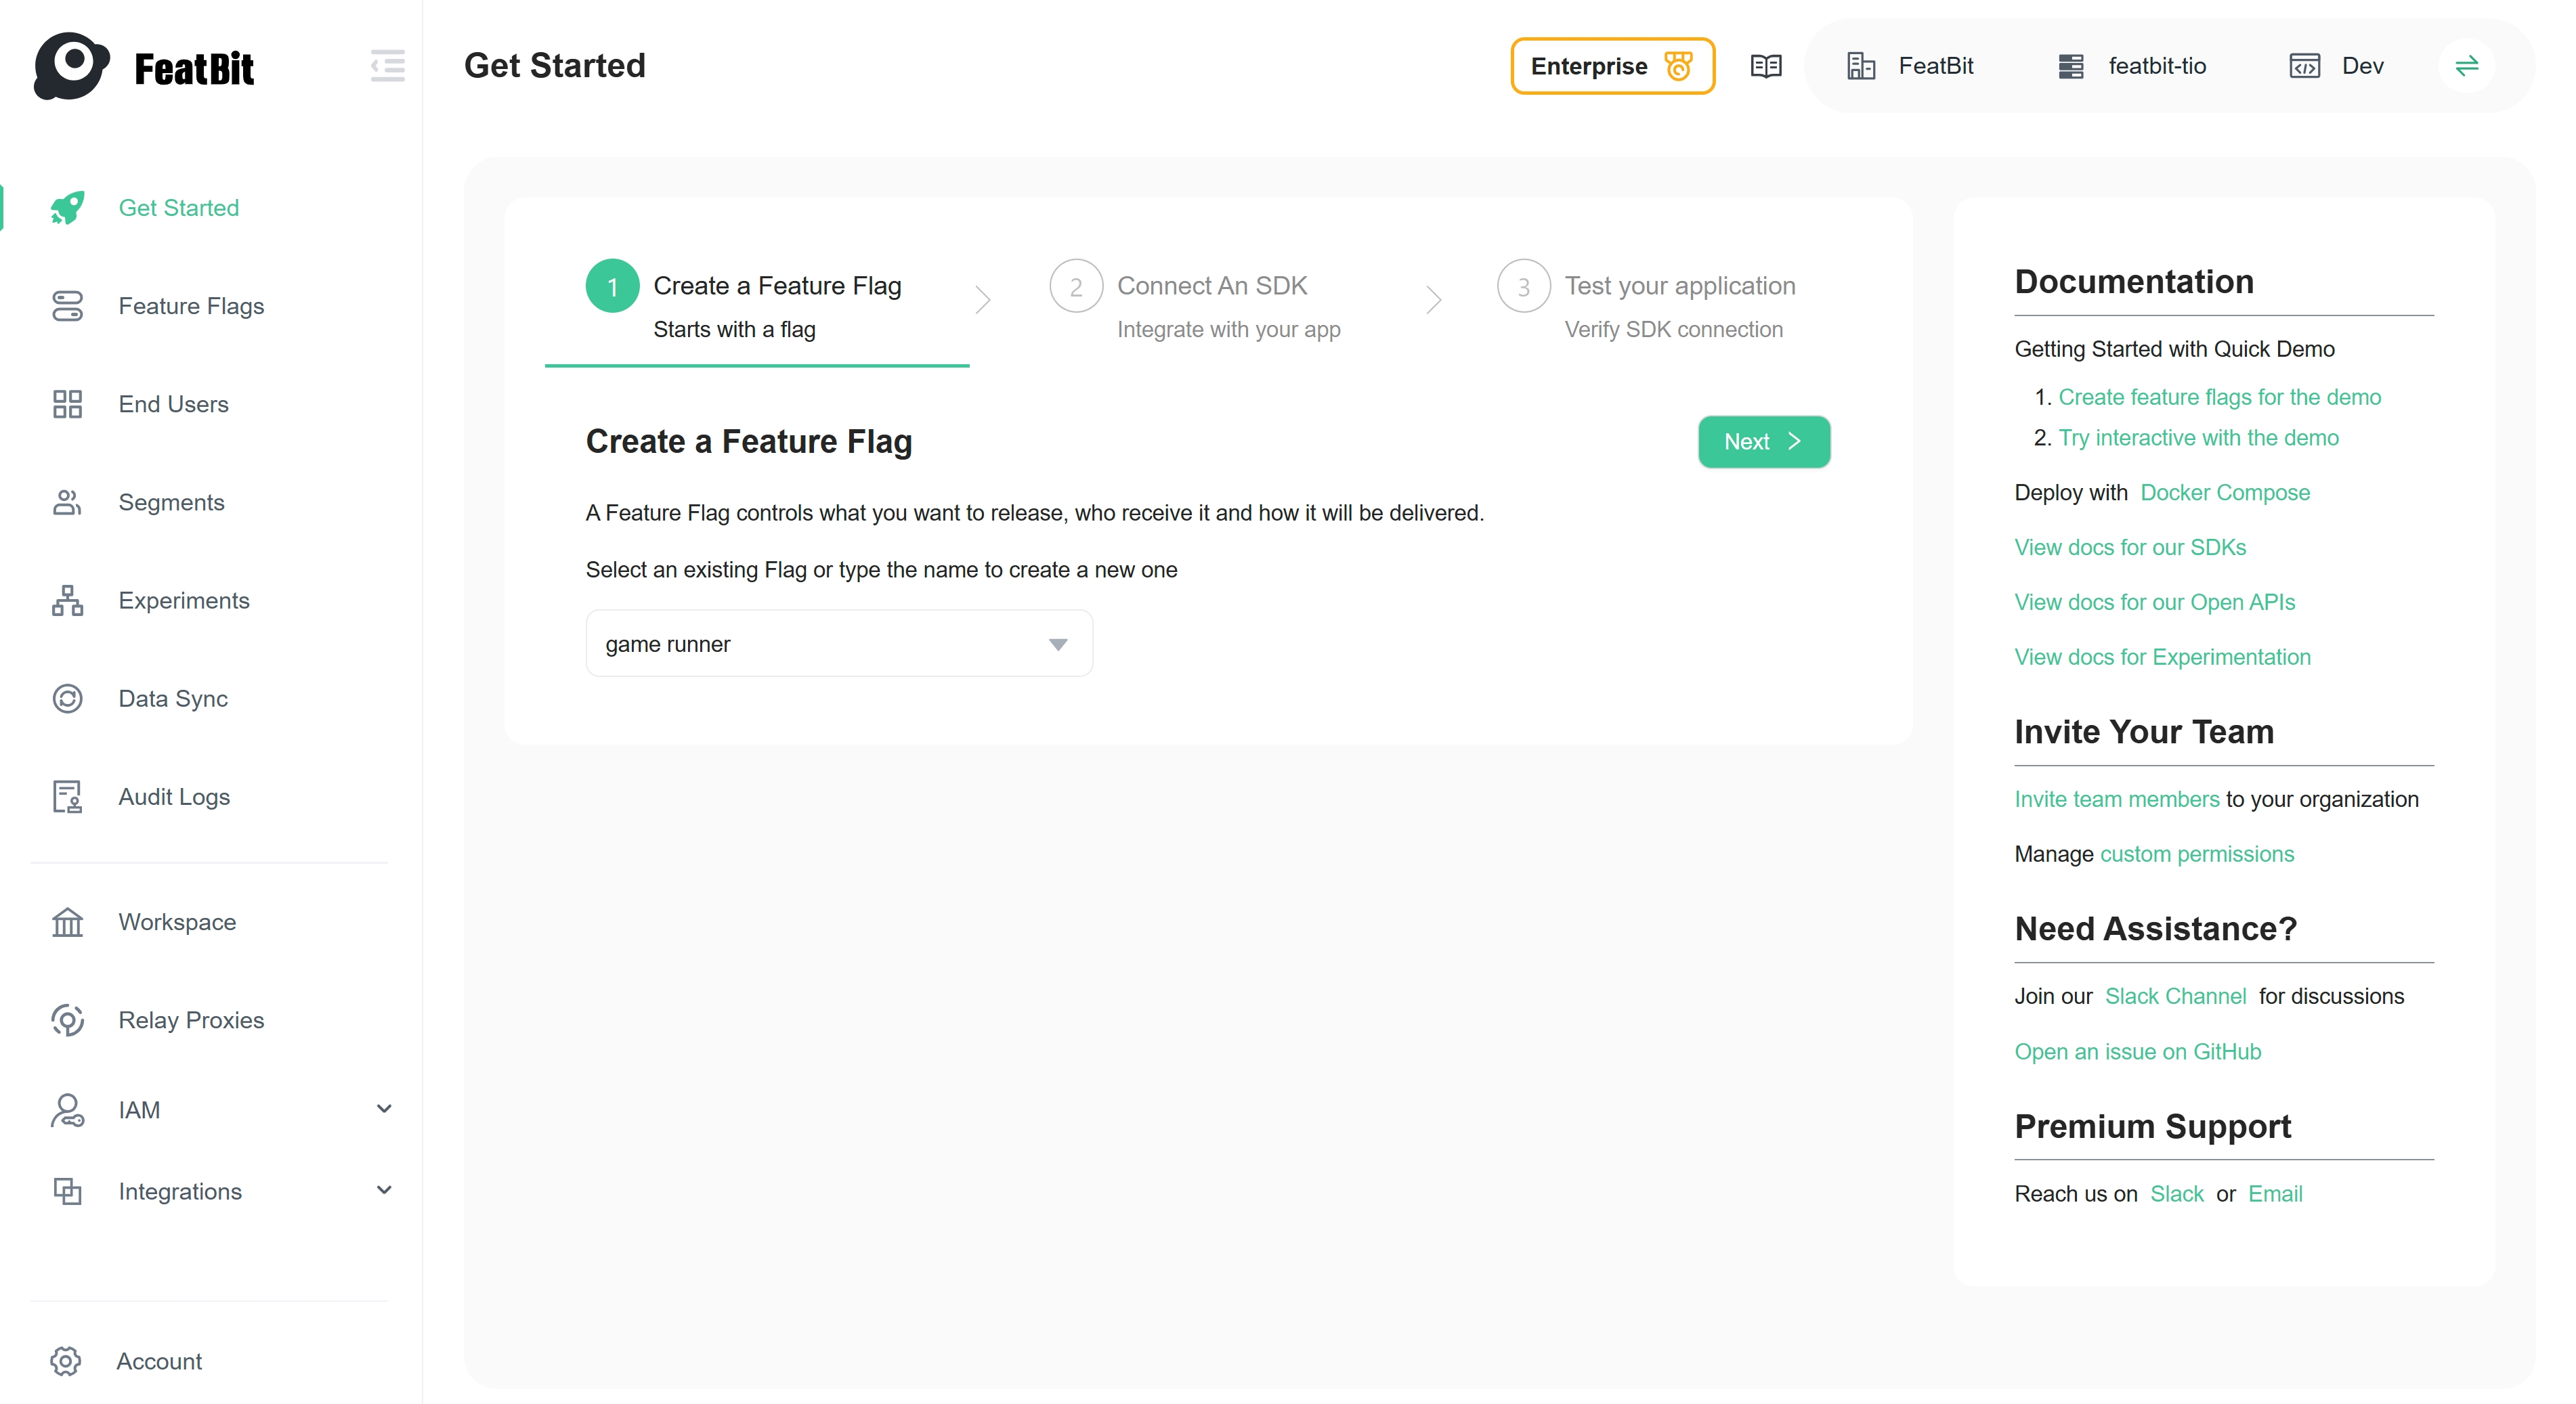 FeatBit
Get Started
Enterprise
FeatBit
featbit-tio
Dev
Get Started
Feature Flags
End Users
Segments
Experiments
Data Sync
Audit Logs
Workspace
Relay Proxies
IAM
Integrations
Account
1 Create a Feature Flag
Starts with a flag
2 Connect An SDK
Integrate with your app
3 Test your application
Verify SDK connection
Create a Feature Flag
Next
A Feature Flag controls what you want to release, who receive it and how it will be delivered.
Select an existing Flag or type the name to create a new one
game runner
Documentation
Getting Started with Quick Demo
1. Create feature flags for the demo
2. Try interactive with the demo
Deploy with Docker Compose
View docs for our SDKs
View docs for our Open APIs
View docs for Experimentation
Invite Your Team
Invite team members to your organization
Manage custom permissions
Need Assistance?
Join our Slack Channel for discussions
Open an issue on GitHub
Premium Support
Reach us on Slack or Email